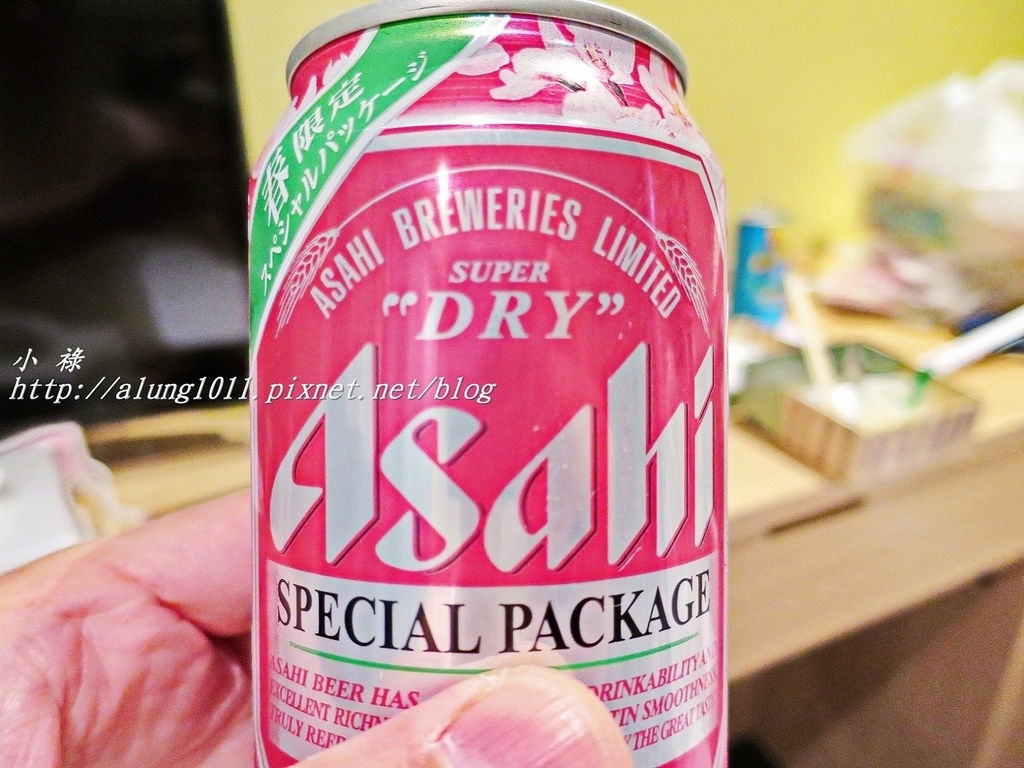 春限定
スペシャルパッケージ
ASAHI BREWERIES LIMITED
SUPER
“DRY”
Asahi
SPECIAL PACKAGE
ASAHI BEER HAS DRINKABILITY
EXCELLENT SMOOTHNESS
TRULY THE GREAT
小祿
http://alung1011.pixnet.net/blog